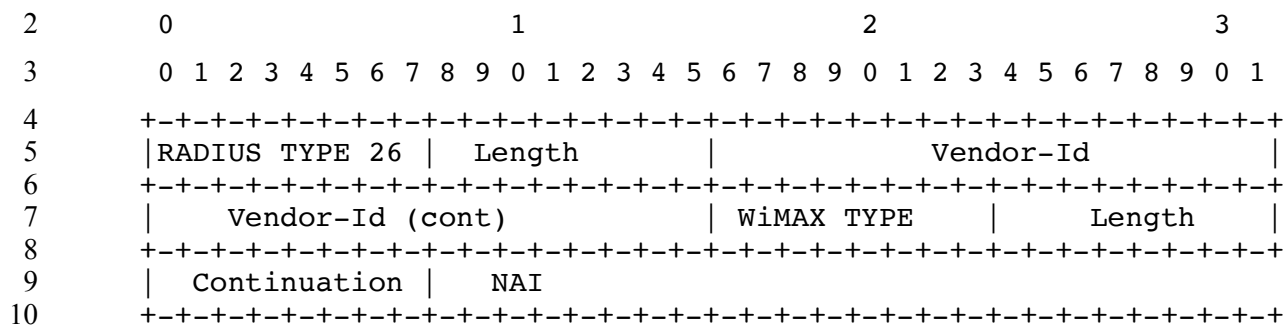 2 0 1 2 3
3 0 1 2 3 4 5 6 7 8 9 0 1 2 3 4 5 6 7 8 9 0 1 2 3 4 5 6 7 8 9 0 1
4 +-+-+-+-+-+-+-+-+-+-+-+-+-+-+-+-+-+-+-+-+-+-+-+-+-+-+-+-+-+-+-+-+
5 |RADIUS TYPE 26 | Length | Vendor-Id |
6 +-+-+-+-+-+-+-+-+-+-+-+-+-+-+-+-+-+-+-+-+-+-+-+-+-+-+-+-+-+-+-+-+
7 | Vendor-Id (cont) | WiMAX TYPE | Length |
8 +-+-+-+-+-+-+-+-+-+-+-+-+-+-+-+-+-+-+-+-+-+-+-+-+-+-+-+-+-+-+-+-+
9 | Continuation | NAI
10 +-+-+-+-+-+-+-+-+-+-+-+-+-+-+-+-+-+-+-+-+-+-+-+-+-+-+-+-+-+-+-+-+